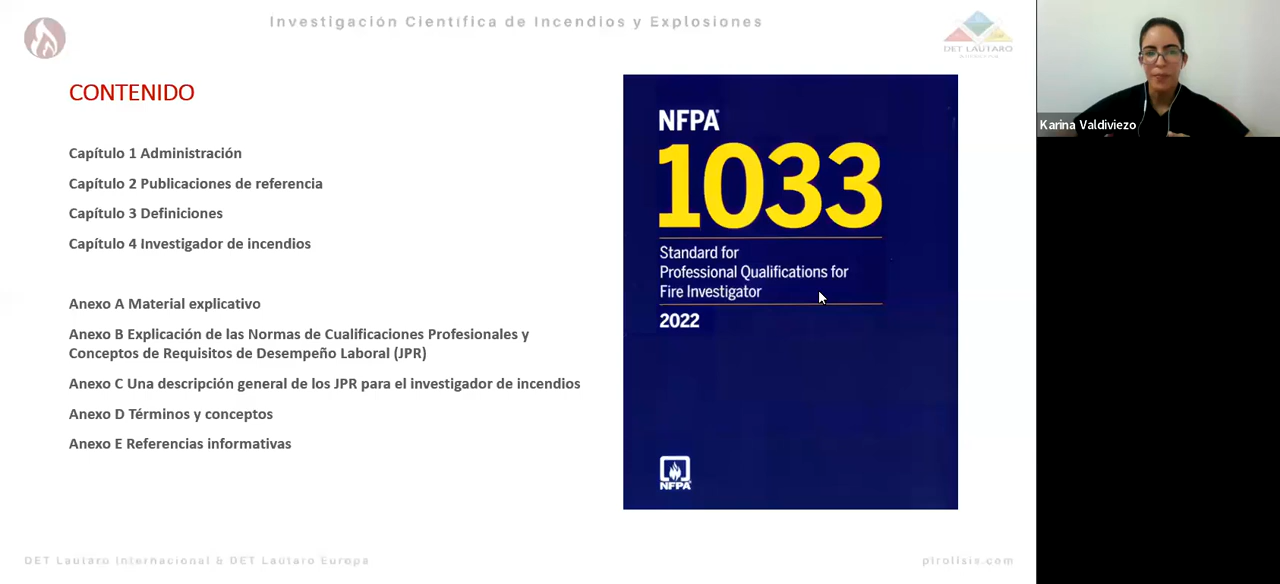 Investigación Científica de Incendios y Explosiones
DET LAUTARO
CONTENIDO
Capítulo 1 Administración
Capítulo 2 Publicaciones de referencia
Capítulo 3 Definiciones
Capítulo 4 Investigador de incendios
Anexo A Material explicativo
Anexo B Explicación de las Normas de Cualificaciones Profesionales y
Conceptos de Requisitos de Desempeño Laboral (JPR)
Anexo C Una descripción general de los JPR para el investigador de incendios
Anexo D Términos y conceptos
Anexo E Referencias informativas
NFPA®
1033
Standard for
Professional Qualifications for
Fire Investigator
2022
NFPA
Karina Valdiviezo
DET Lautaro Internacional & DET Lautaro Europa
pirolisis.com